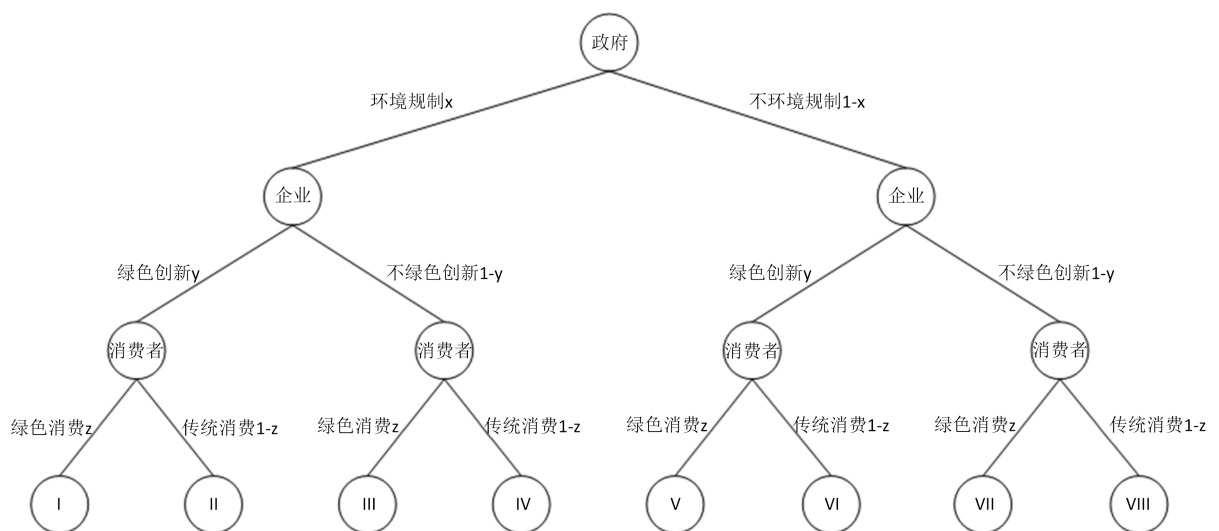 政府
环境规制x
不环境规制1-x
企业
企业
绿色创新y
不绿色创新1-y
绿色创新y
不绿色创新1-y
消费者
消费者
消费者
消费者
绿色消费z
传统消费1-z
绿色消费z
传统消费1-z
绿色消费z
传统消费1-z
绿色消费z
传统消费1-z
I
II
III
IV
V
VI
VII
VIII